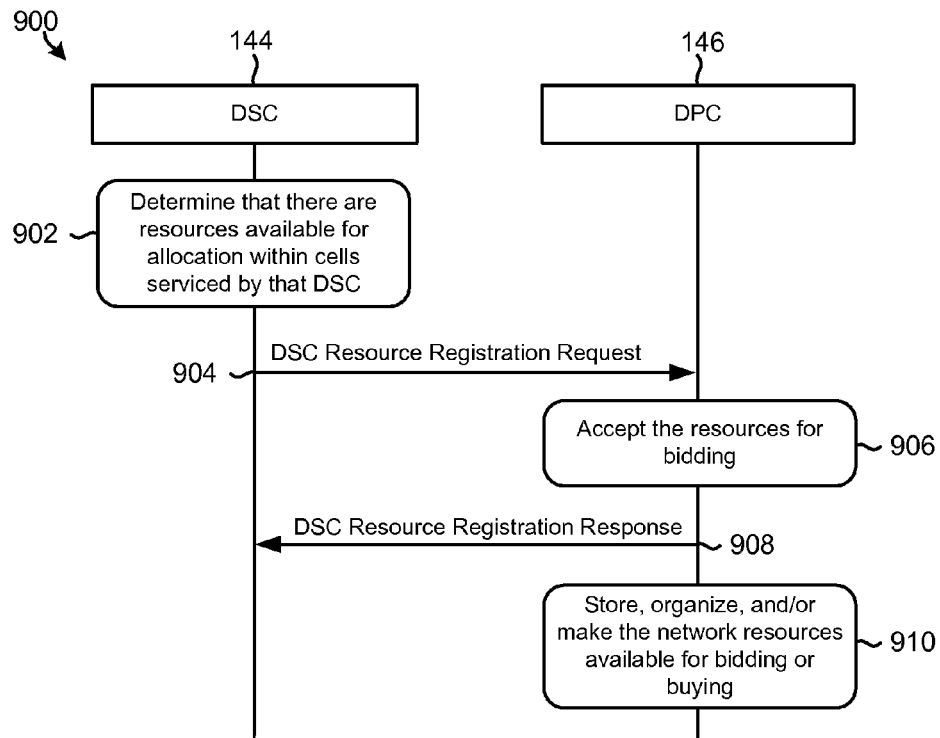 900
144
146
DSC
DPC
902
Determine that there are
resources available for
allocation within cells
serviced by that DSC
904
DSC Resource Registration Request
Accept the resources for
bidding
906
DSC Resource Registration Response
908
Store, organize, and/or
make the network resources
available for bidding or
buying
910